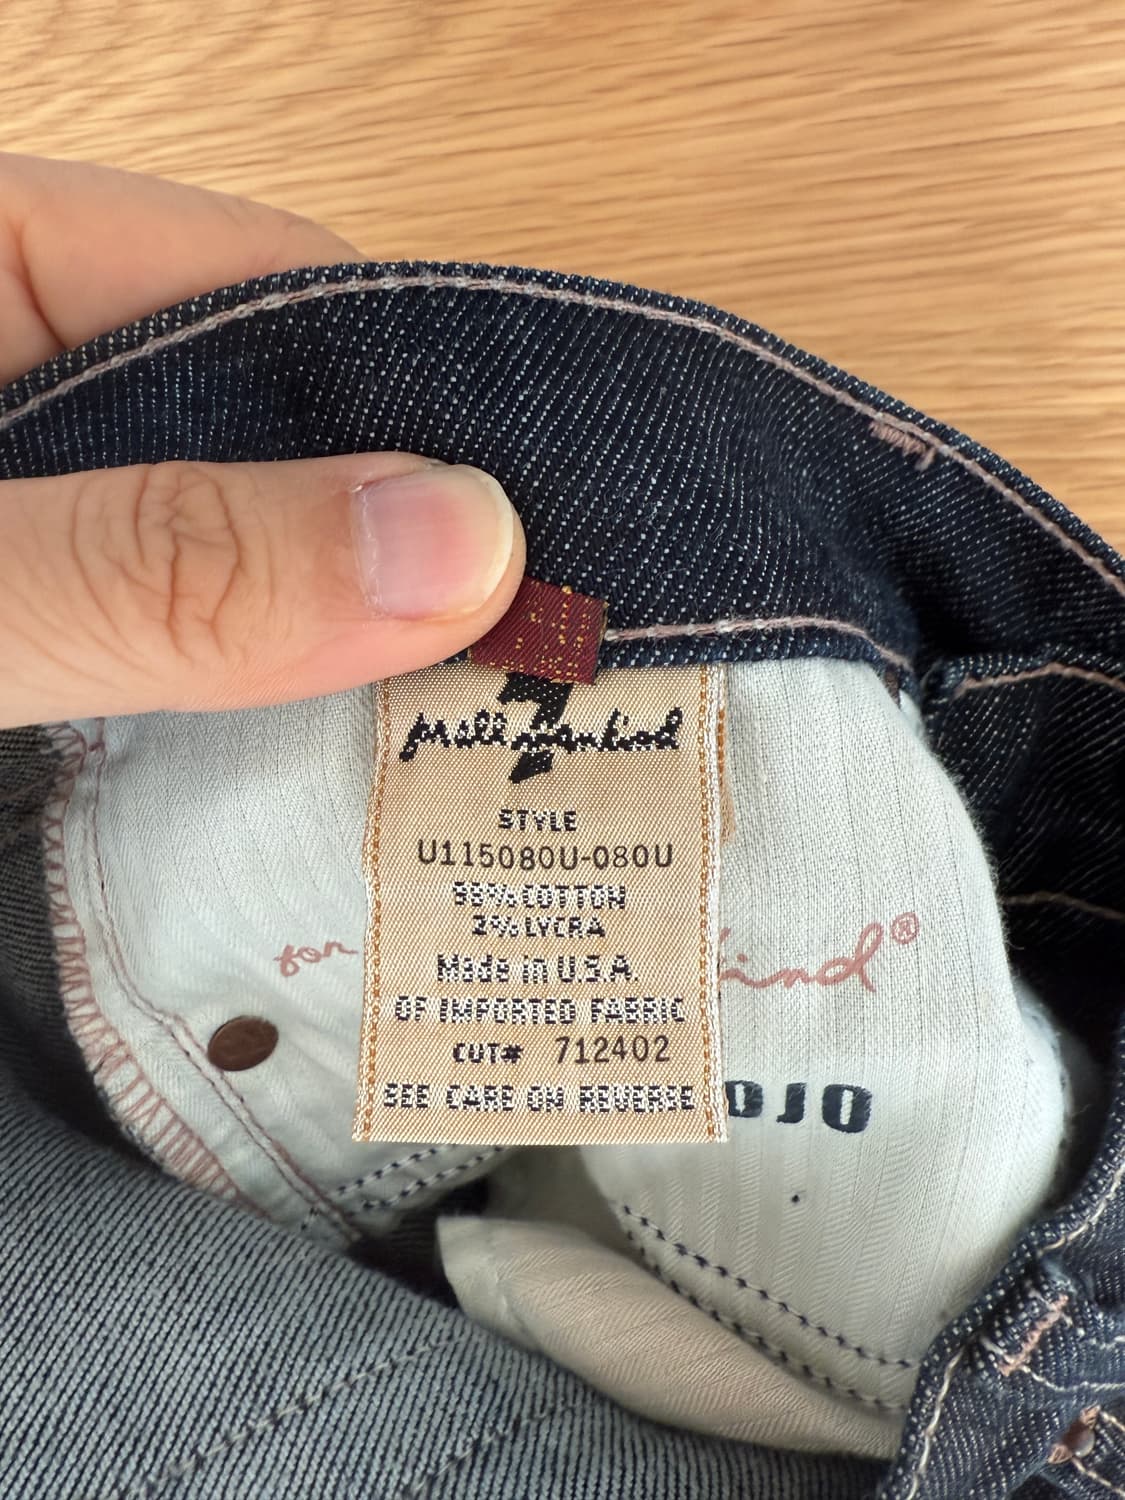 7
for all mankind
STYLE
U115080U-080U
98% COTTON
2% LYCRA
Made in U.S.A.
OF IMPORTED FABRIC
CUT# 712402
SEE CARE ON REVERSE
for
kind®
DOJO